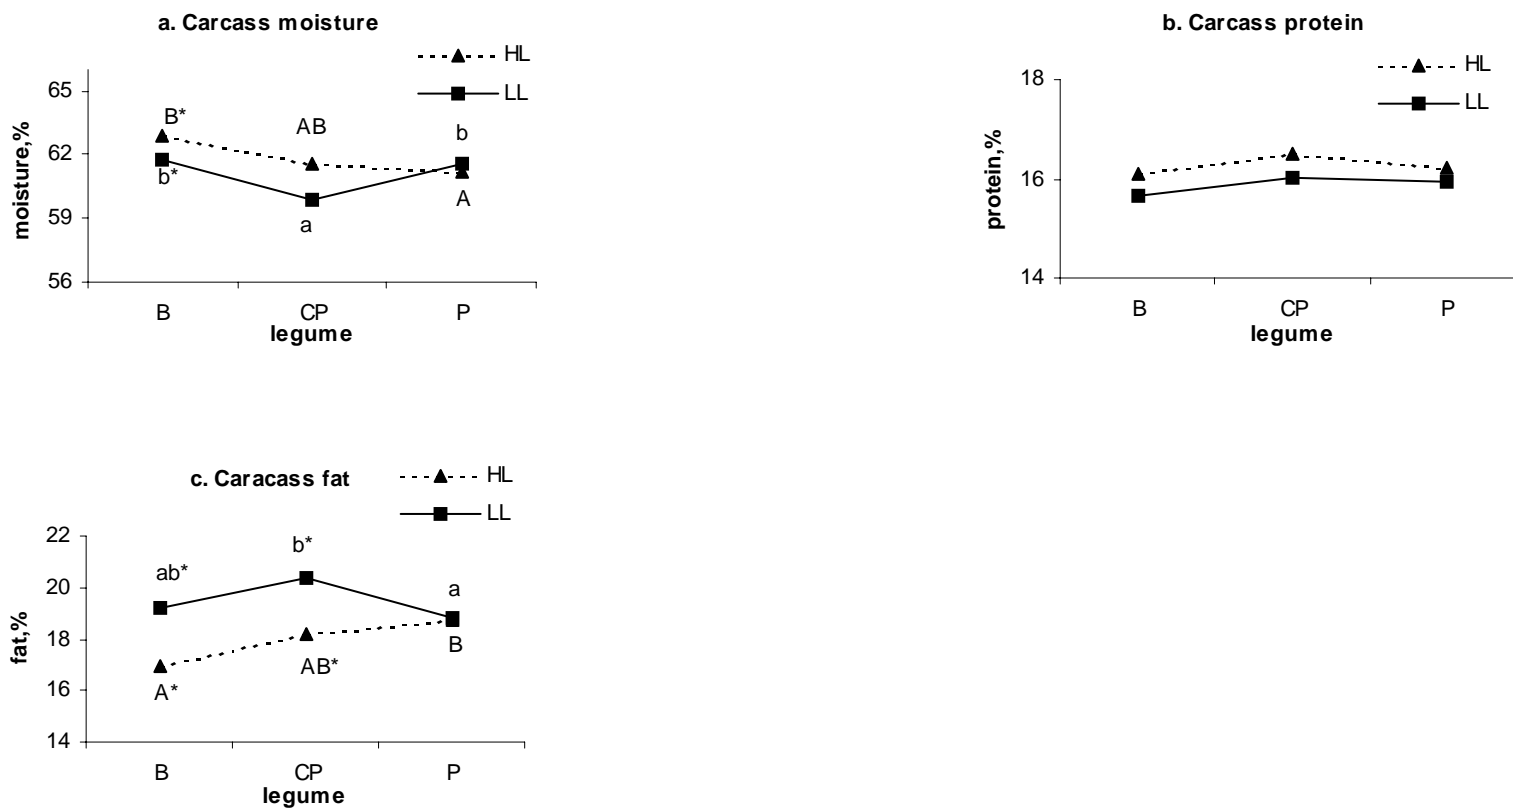 a. Carcass moisture
HL
LL
65
62
59
56
moisture,%
B*
AB
b
b*
a
A
B
CP
P
legume
b. Carcass protein
HL
LL
18
16
14
protein,%
B
CP
P
legume
c. Caracass fat
HL
LL
22
20
18
16
14
fat,%
ab*
b*
a
A*
AB*
B
B
CP
P
legume